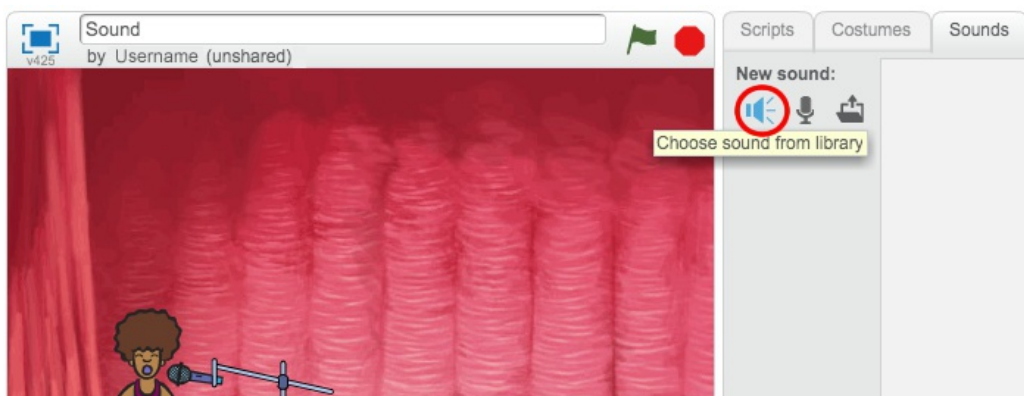 Sound
v425
by Username (unshared)
Scripts
Costumes
Sounds
New sound:
Choose sound from library